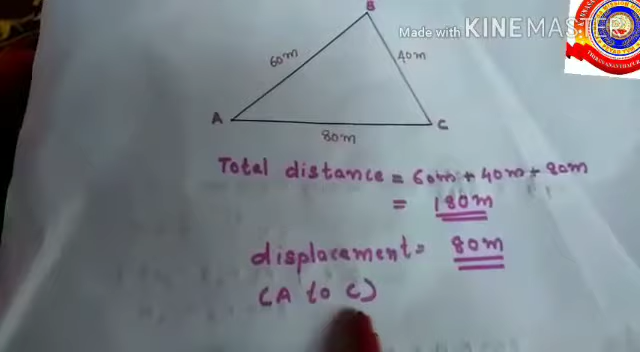 B
Made with KINEMASTER
60m
40m
A
C
80m
Total distance = 60m + 40m + 80m
= 180m
displacement = 80m
(A to C)